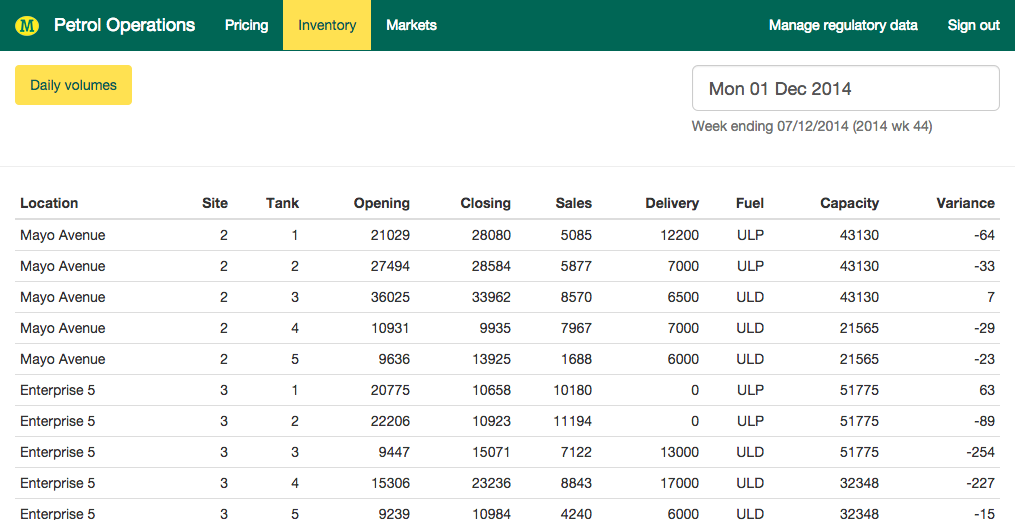 M Petrol Operations Pricing Inventory Markets Manage regulatory data Sign out
Daily volumes
Mon 01 Dec 2014
Week ending 07/12/2014 (2014 wk 44)
Location Site Tank Opening Closing Sales Delivery Fuel Capacity Variance
Mayo Avenue 2 1 21029 28080 5085 12200 ULP 43130 -64
Mayo Avenue 2 2 27494 28584 5877 7000 ULP 43130 -33
Mayo Avenue 2 3 36025 33962 8570 6500 ULD 43130 7
Mayo Avenue 2 4 10931 9935 7967 7000 ULD 21565 -29
Mayo Avenue 2 5 9636 13925 1688 6000 ULD 21565 -23
Enterprise 5 3 1 20775 10658 10180 0 ULP 51775 63
Enterprise 5 3 2 22206 10923 11194 0 ULP 51775 -89
Enterprise 5 3 3 9447 15071 7122 13000 ULD 51775 -254
Enterprise 5 3 4 15306 23236 8843 17000 ULD 32348 -227
Enterprise 5 3 5 9239 10984 4240 6000 ULD 32348 -15